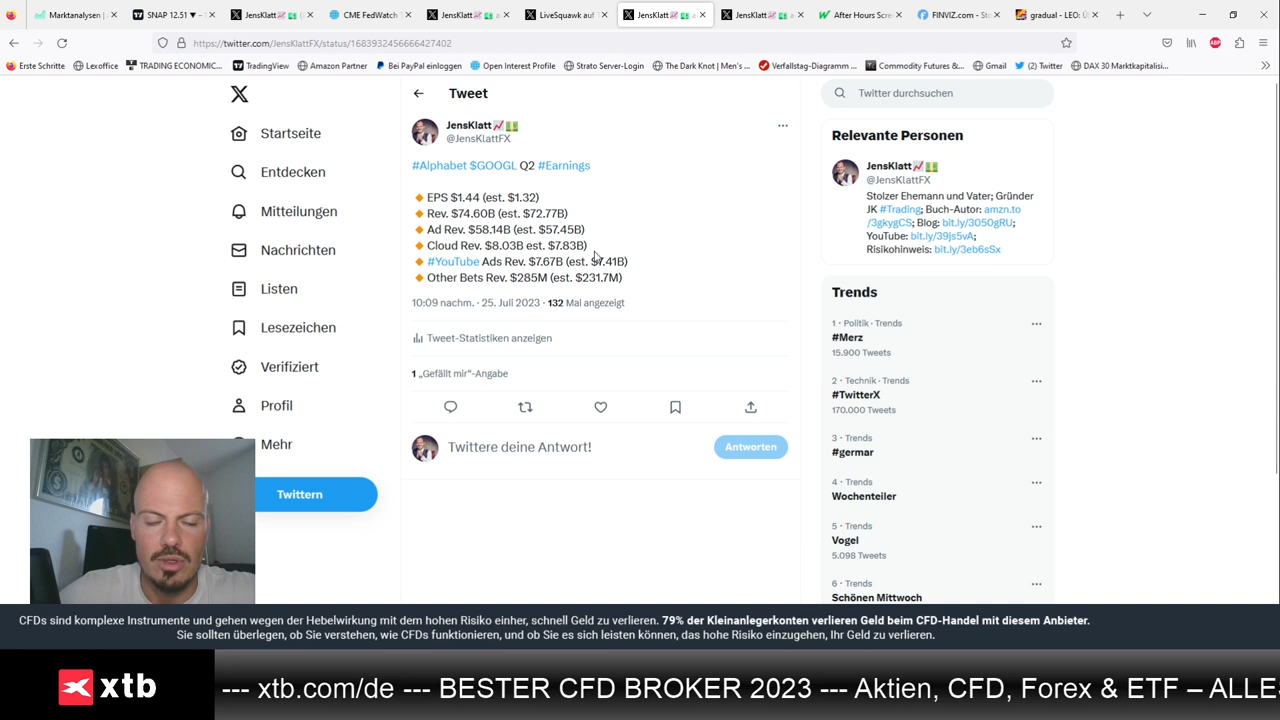 Marktanalysen |
SNAP 12.51 ▼ −
JensKlatt📈💵 (
CME FedWatch T
JensKlatt📈💵 a
LiveSquawk auf T
JensKlatt📈💵 a
JensKlatt📈💵 a
After Hours Scre
FINVIZ.com - Sto
gradual - LEO: Ü
https://twitter.com/JensKlattFX/status/1683932456666427402
Erste Schritte
Lexoffice
TRADING ECONOMIC...
TradingView
Amazon Partner
Bei PayPal einloggen
Open Interest Profile
Strato Server-Login
The Dark Knot | Men's ...
Verfallstag-Diagramm ...
Commodity Futures &...
Gmail
(2) Twitter
DAX 30 Marktkapitalisi...
Startseite
Entdecken
Mitteilungen
Nachrichten
Listen
Lesezeichen
Verifiziert
Profil
Mehr
Twittern
Tweet
JensKlatt📈💵
@JensKlattFX
#Alphabet $GOOGL Q2 #Earnings
🔸 EPS $1.44 (est. $1.32)
🔸 Rev. $74.60B (est. $72.77B)
🔸 Ad Rev. $58.14B (est. $57.45B)
🔸 Cloud Rev. $8.03B est. $7.83B)
🔸 #YouTube Ads Rev. $7.67B (est. $7.41B)
🔸 Other Bets Rev. $285M (est. $231.7M)
10:09 nachm. · 25. Juli 2023 · 132 Mal angezeigt
Tweet-Statistiken anzeigen
1 „Gefällt mir“-Angabe
Twittere deine Antwort!
Antworten
Twitter durchsuchen
Relevante Personen
JensKlatt📈💵
@JensKlattFX
Stolzer Ehemann und Vater; Gründer
JK #Trading; Buch-Autor: amzn.to
/3gkygCS; Blog: bit.ly/3050gRU;
YouTube: bit.ly/39js5vA;
Risikohinweis: bit.ly/3eb6sSx
Trends
1 · Politik · Trends
#Merz
15.900 Tweets
2 · Technik · Trends
#TwitterX
170.000 Tweets
3 · Trends
#germar
4 · Trends
Wochenteiler
5 · Trends
Vogel
5.098 Tweets
6 · Trends
Schönen Mittwoch
CFDs sind komplexe Instrumente und gehen wegen der Hebelwirkung mit dem hohen Risiko einher, schnell Geld zu verlieren. 79% der Kleinanlegerkonten verlieren Geld beim CFD-Handel mit diesem Anbieter.
Sie sollten überlegen, ob Sie verstehen, wie CFDs funktionieren, und ob Sie es sich leisten können, das hohe Risiko einzugehen, Ihr Geld zu verlieren.
xtb
--- xtb.com/de --- BESTER CFD BROKER 2023 --- Aktien, CFD, Forex & ETF – ALLES